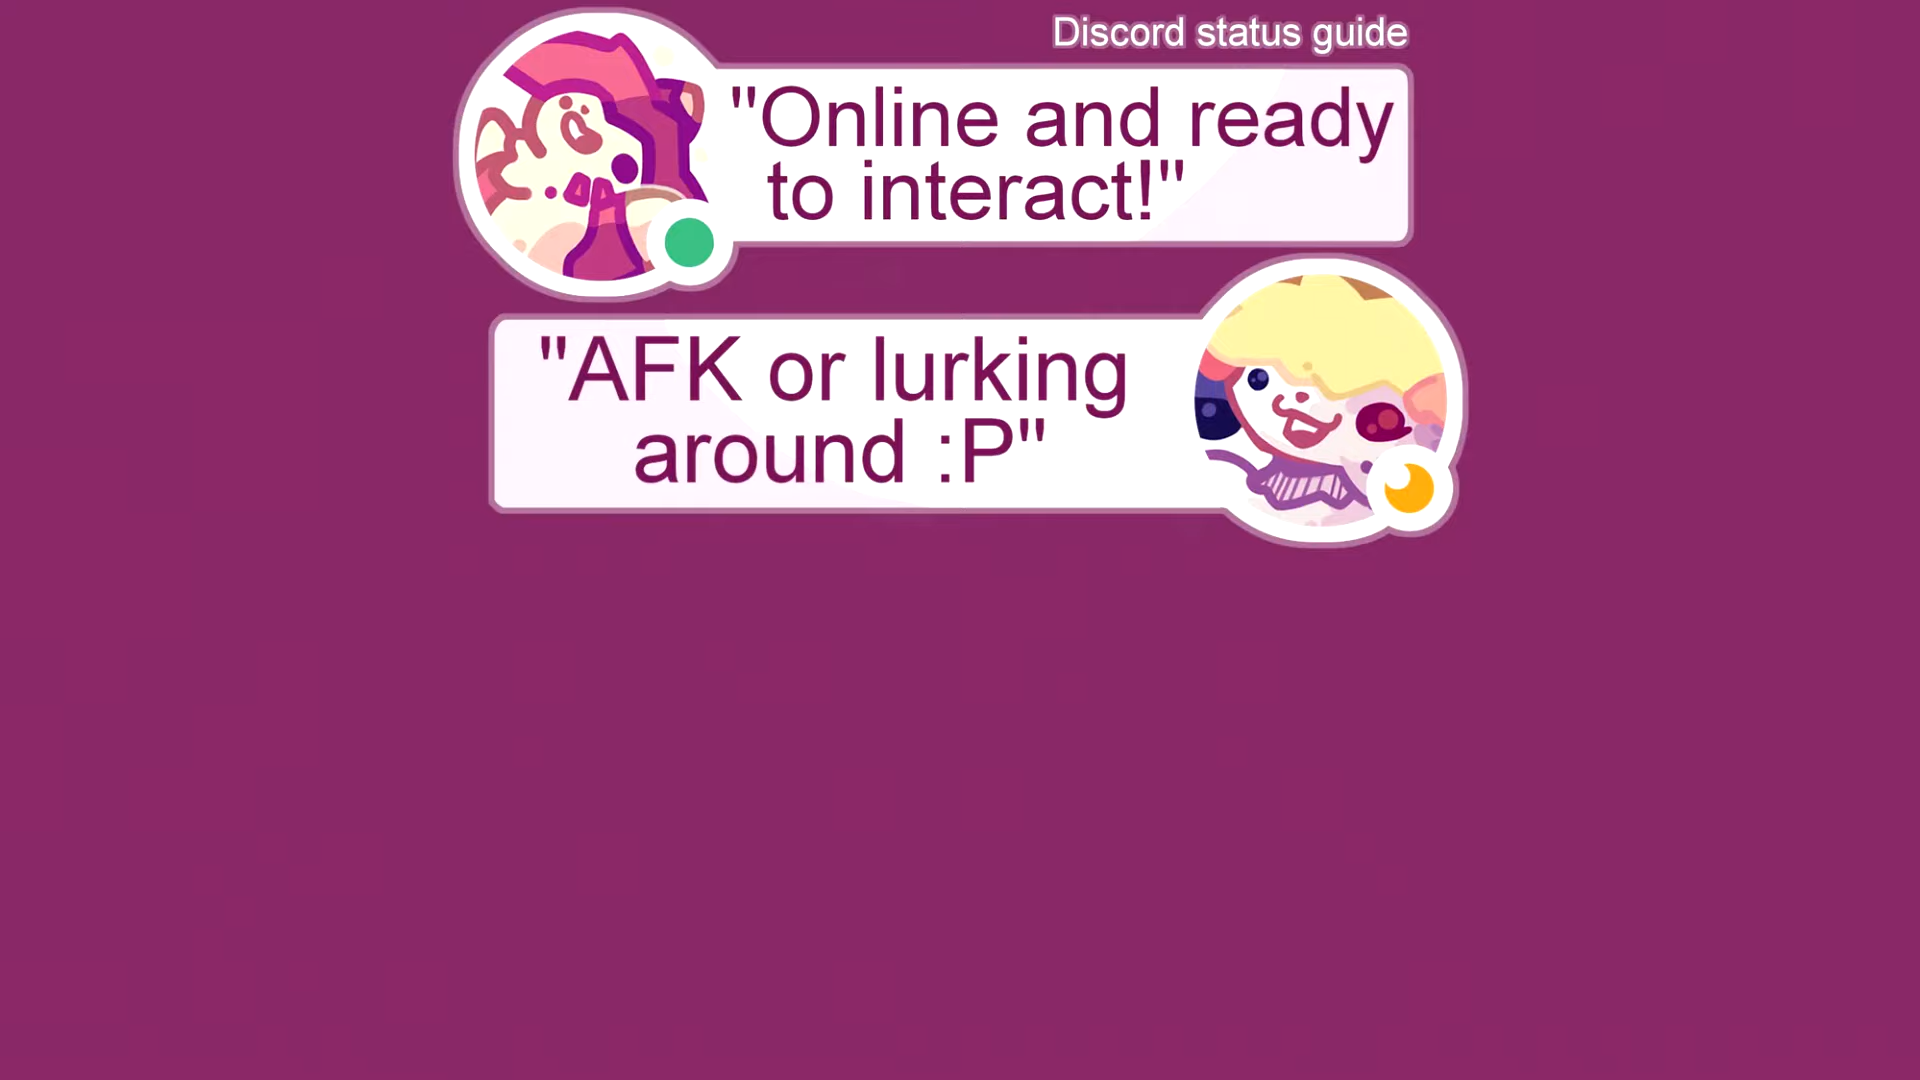 Discord status guide
"Online and ready
to interact!"
"AFK or lurking
around :P"